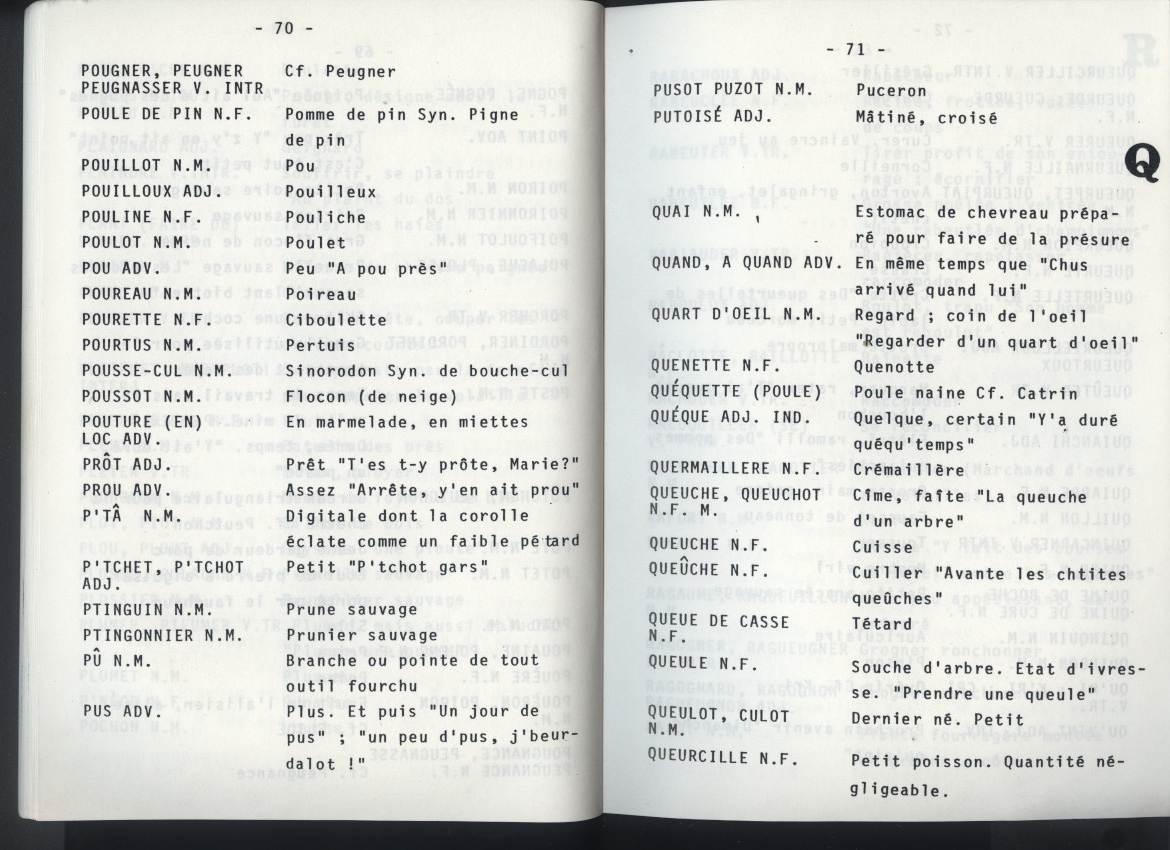 - 70 -
POUGNER, PEUGNER Cf. Peugner
PEUGNASSER V. INTR
POULE DE PIN N.F. Pomme de pin Syn. Pigne
de pin
POUILLOT N.M. Pou
POUILLOUX ADJ. Pouilleux
POULINE N.F. Pouliche
POULOT N.M. Poulet
POU ADV. Peu "A pou près"
POUREAU N.M. Poireau
POURETTE N.F. Ciboulette
POURTUS N.M. Pertuis
POUSSE-CUL N.M. Sinorodon Syn. de bouche-cul
POUSSOT N.M. Flocon (de neige)
POUTURE (EN) En marmelade, en miettes
LOC ADV.
PRÔT ADJ. Prêt "T'es t-y prôte, Marie?"
PROU ADV. Assez "Arrête, y'en ait prou"
P'TÂ N.M. Digitale dont la corolle
éclate comme un faible pétard
P'TCHET, P'TCHOT Petit "P'tchot gars"
ADJ
PTINGUIN N.M. Prune sauvage
PTINGONNIER N.M. Prunier sauvage
PÛ N.M. Branche ou pointe de tout
outil fourchu
PUS ADV. Plus. Et puis "Un jour de
pus" ; "un peu d'pus, j'beur-
dalot !"
- 71 -
PUSOT PUZOT N.M. Puceron
PUTOISÉ ADJ. Mâtiné, croisé
Q
QUAI N.M. Estomac de chevreau prépa-
ré pour faire de la présure
QUAND, A QUAND ADV. En même temps que "Chus
arrivé quand lui"
QUART D'OEIL N.M. Regard ; coin de l'oeil
"Regarder d'un quart d'oeil"
QUENETTE N.F. Quenotte
QUÉQUETTE (POULE) Poule naine Cf. Catrin
QUÉQUE ADJ. IND. Quelque, certain "Y'a duré
quéqu'temps"
QUERMAILLERE N.F. Crémaillère
QUEUCHE, QUEUCHOT Cime, faîte "La queuche
N.F. M. d'un arbre"
QUEUCHE N.F. Cuisse
QUEÛCHE N.F. Cuiller "Avante les chtites
queûches"
QUEUE DE CASSE Tétard
N.F.
QUEULE N.F. Souche d'arbre. Etat d'ivres-
se. "Prendre une queule"
QUEULOT, CULOT Dernier né. Petit
N.M.
QUEURCILLE N.F. Petit poisson. Quantité né-
gligeable.